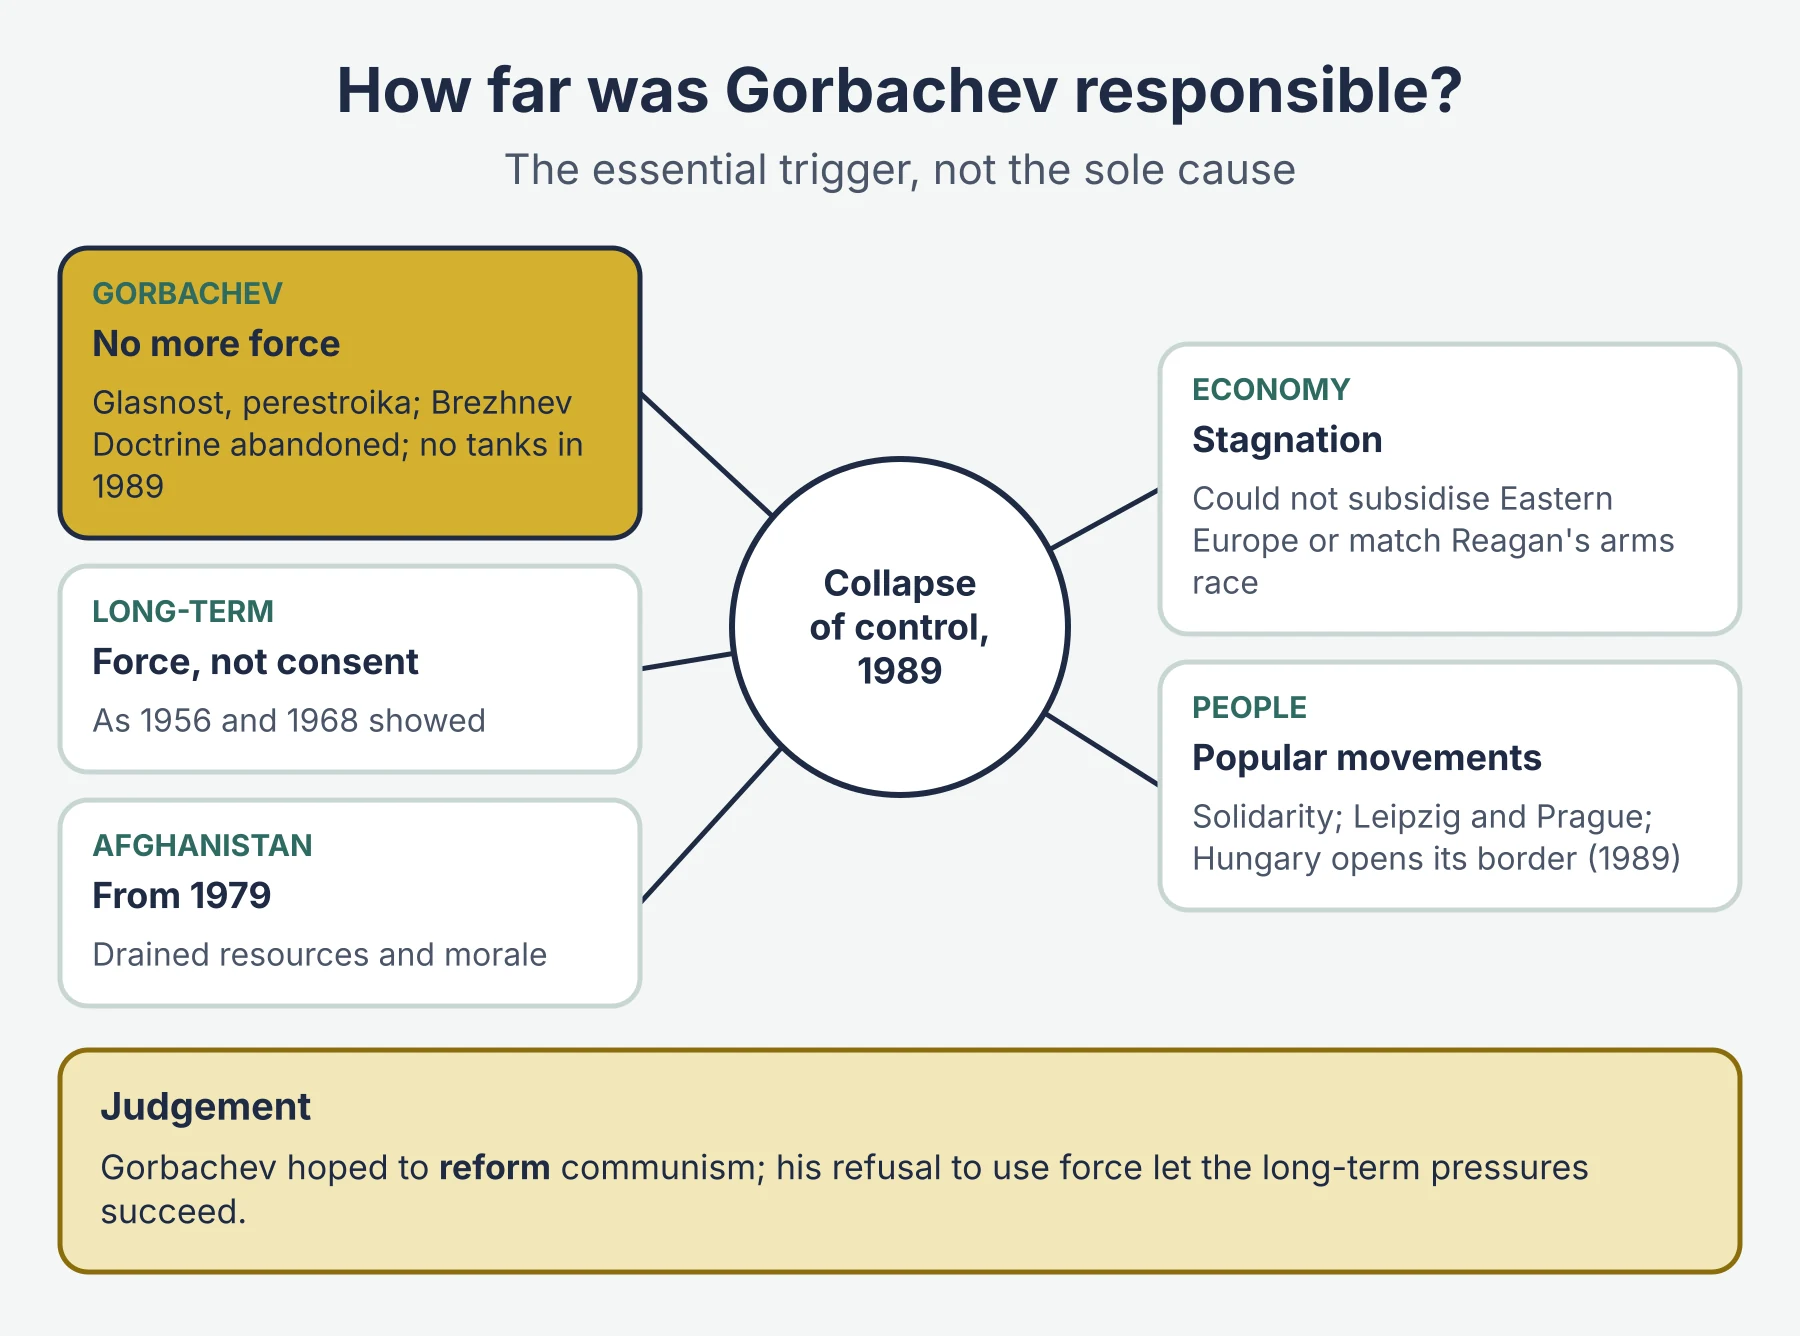 How far was Gorbachev responsible?
The essential trigger, not the sole cause
GORBACHEV
No more force
Glasnost, perestroika; Brezhnev
Doctrine abandoned; no tanks in
1989
LONG-TERM
Force, not consent
As 1956 and 1968 showed
AFGHANISTAN
From 1979
Drained resources and morale
Collapse
of control,
1989
ECONOMY
Stagnation
Could not subsidise Eastern
Europe or match Reagan's arms
race
PEOPLE
Popular movements
Solidarity; Leipzig and Prague;
Hungary opens its border (1989)
Judgement
Gorbachev hoped to reform communism; his refusal to use force let the long-term pressures
succeed.